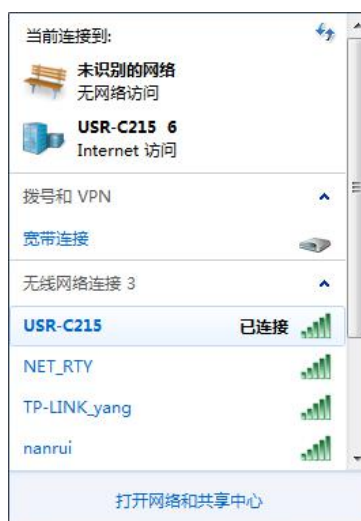 当前连接到:
未识别的网络
无网络访问
USR-C215 6
Internet 访问
拨号和 VPN
宽带连接
无线网络连接 3
USR-C215 已连接
NET_RTY
TP-LINK_yang
nanrui
打开网络和共享中心